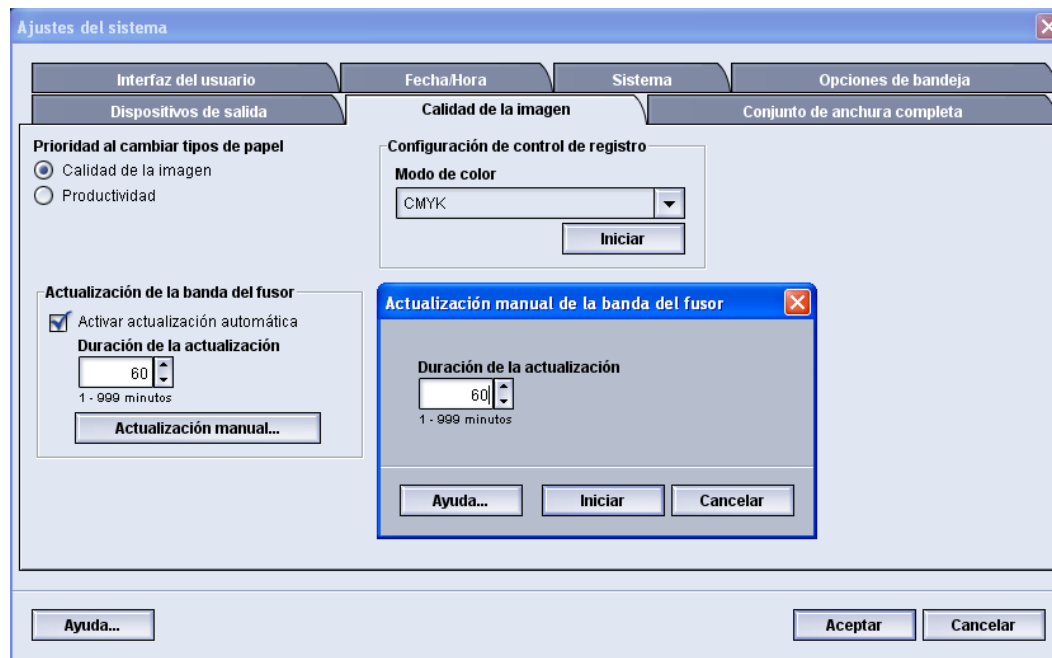 Ajustes del sistema
Interfaz del usuario
Fecha/Hora
Sistema
Opciones de bandeja
Dispositivos de salida
Calidad de la imagen
Conjunto de anchura completa
Prioridad al cambiar tipos de papel
Calidad de la imagen
Productividad
Configuración de control de registro
Modo de color
CMYK
Iniciar
Actualización de la banda del fusor
Activar actualización automática
Duración de la actualización
60
1 - 999 minutos
Actualización manual...
Actualización manual de la banda del fusor
Duración de la actualización
60
1 - 999 minutos
Ayuda...
Iniciar
Cancelar
Ayuda...
Aceptar
Cancelar